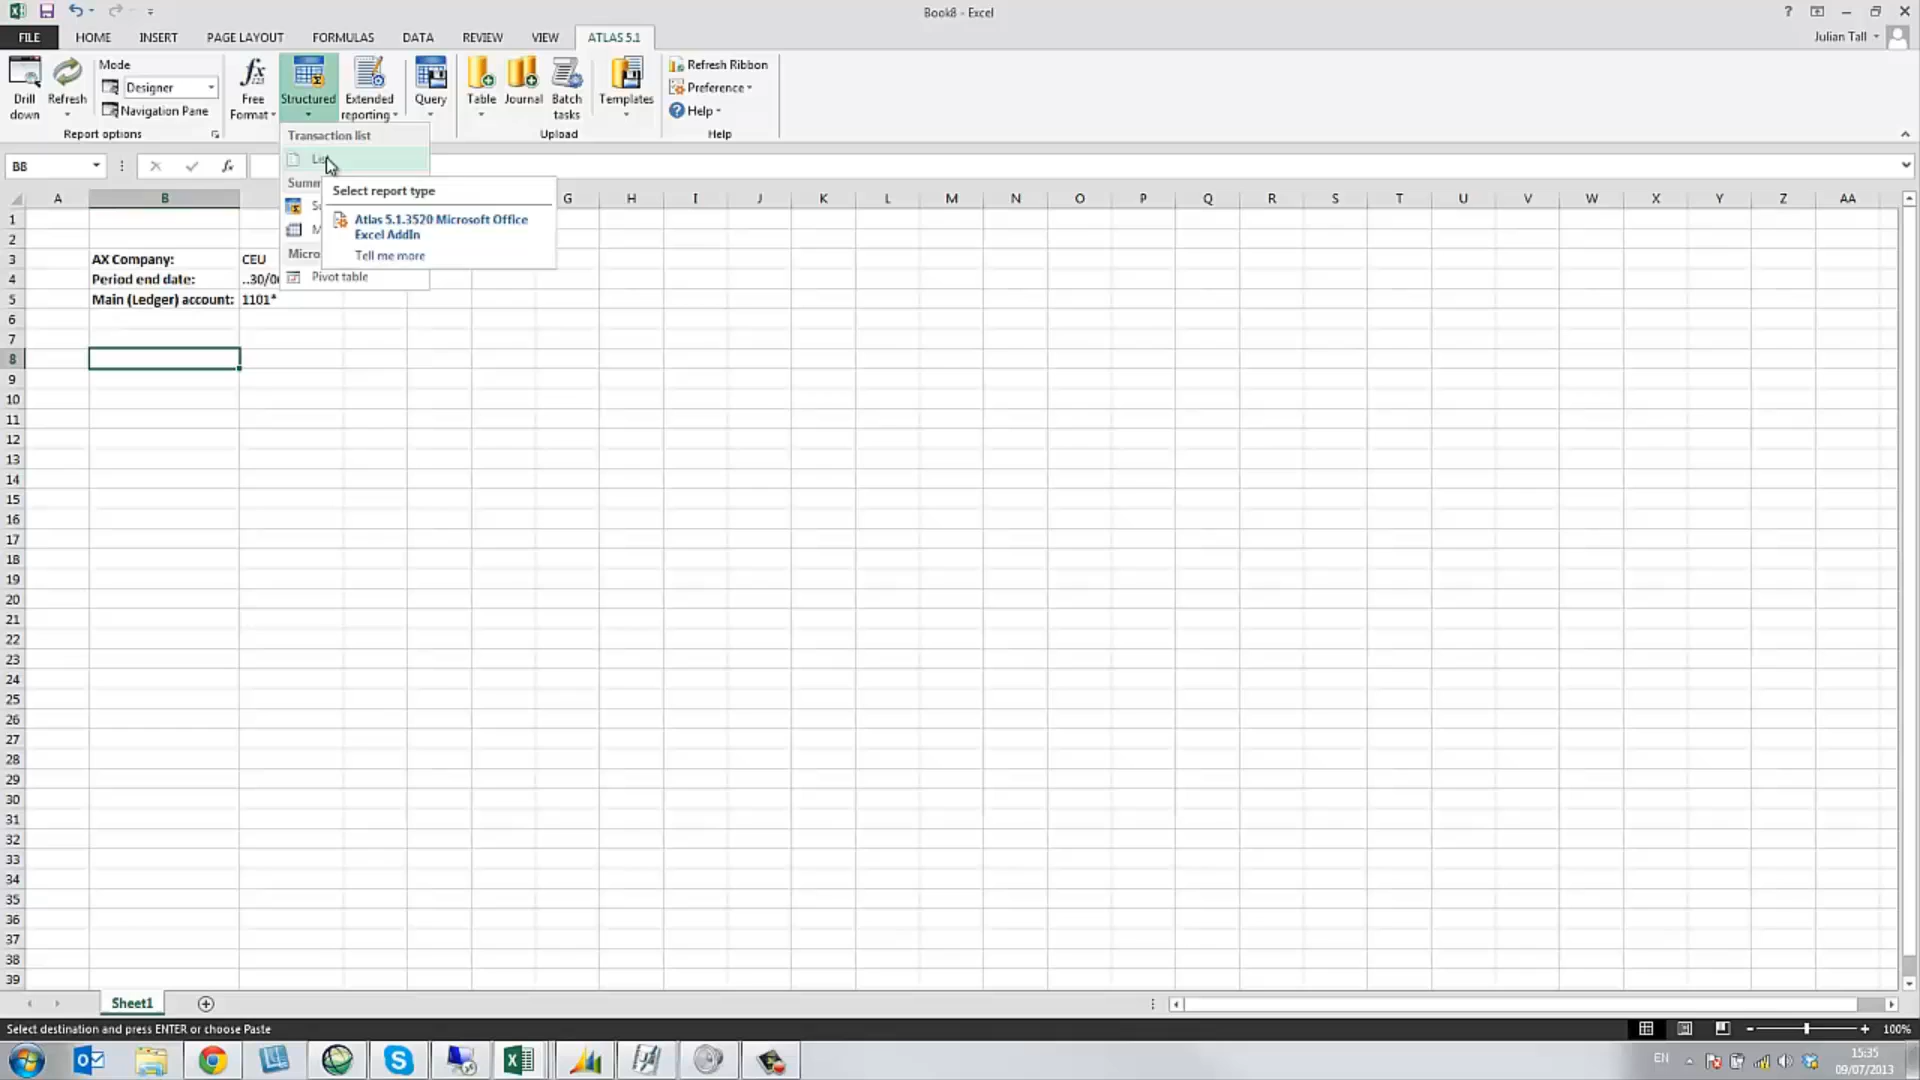 Book8 - Excel
?
FILE HOME INSERT PAGE LAYOUT FORMULAS DATA REVIEW VIEW ATLAS 5.1
Julian Tall
Drill down
Refresh
Mode
Designer
Navigation Pane
Report options
Free Format
Structured
Extended reporting
Query
Table
Journal
Batch tasks
Upload
Templates
Refresh Ribbon
Preference
Help
Help
Transaction list
Select report type
Atlas 5.1.3520 Microsoft Office
Excel AddIn
Tell me more
Pivot table
B8
fx
A B G H I J K L M N O P Q R S T U V W X Y Z AA
1
2
3 AX Company: CEU
4 Period end date:
5 Main (Ledger) account: 1101*
6
7
8
9
10
11
12
13
14
15
16
17
18
19
20
21
22
23
24
25
26
27
28
29
30
31
32
33
34
35
36
37
38
39
Sheet1
Select destination and press ENTER or choose Paste
100%
EN
15:35
09/07/2013